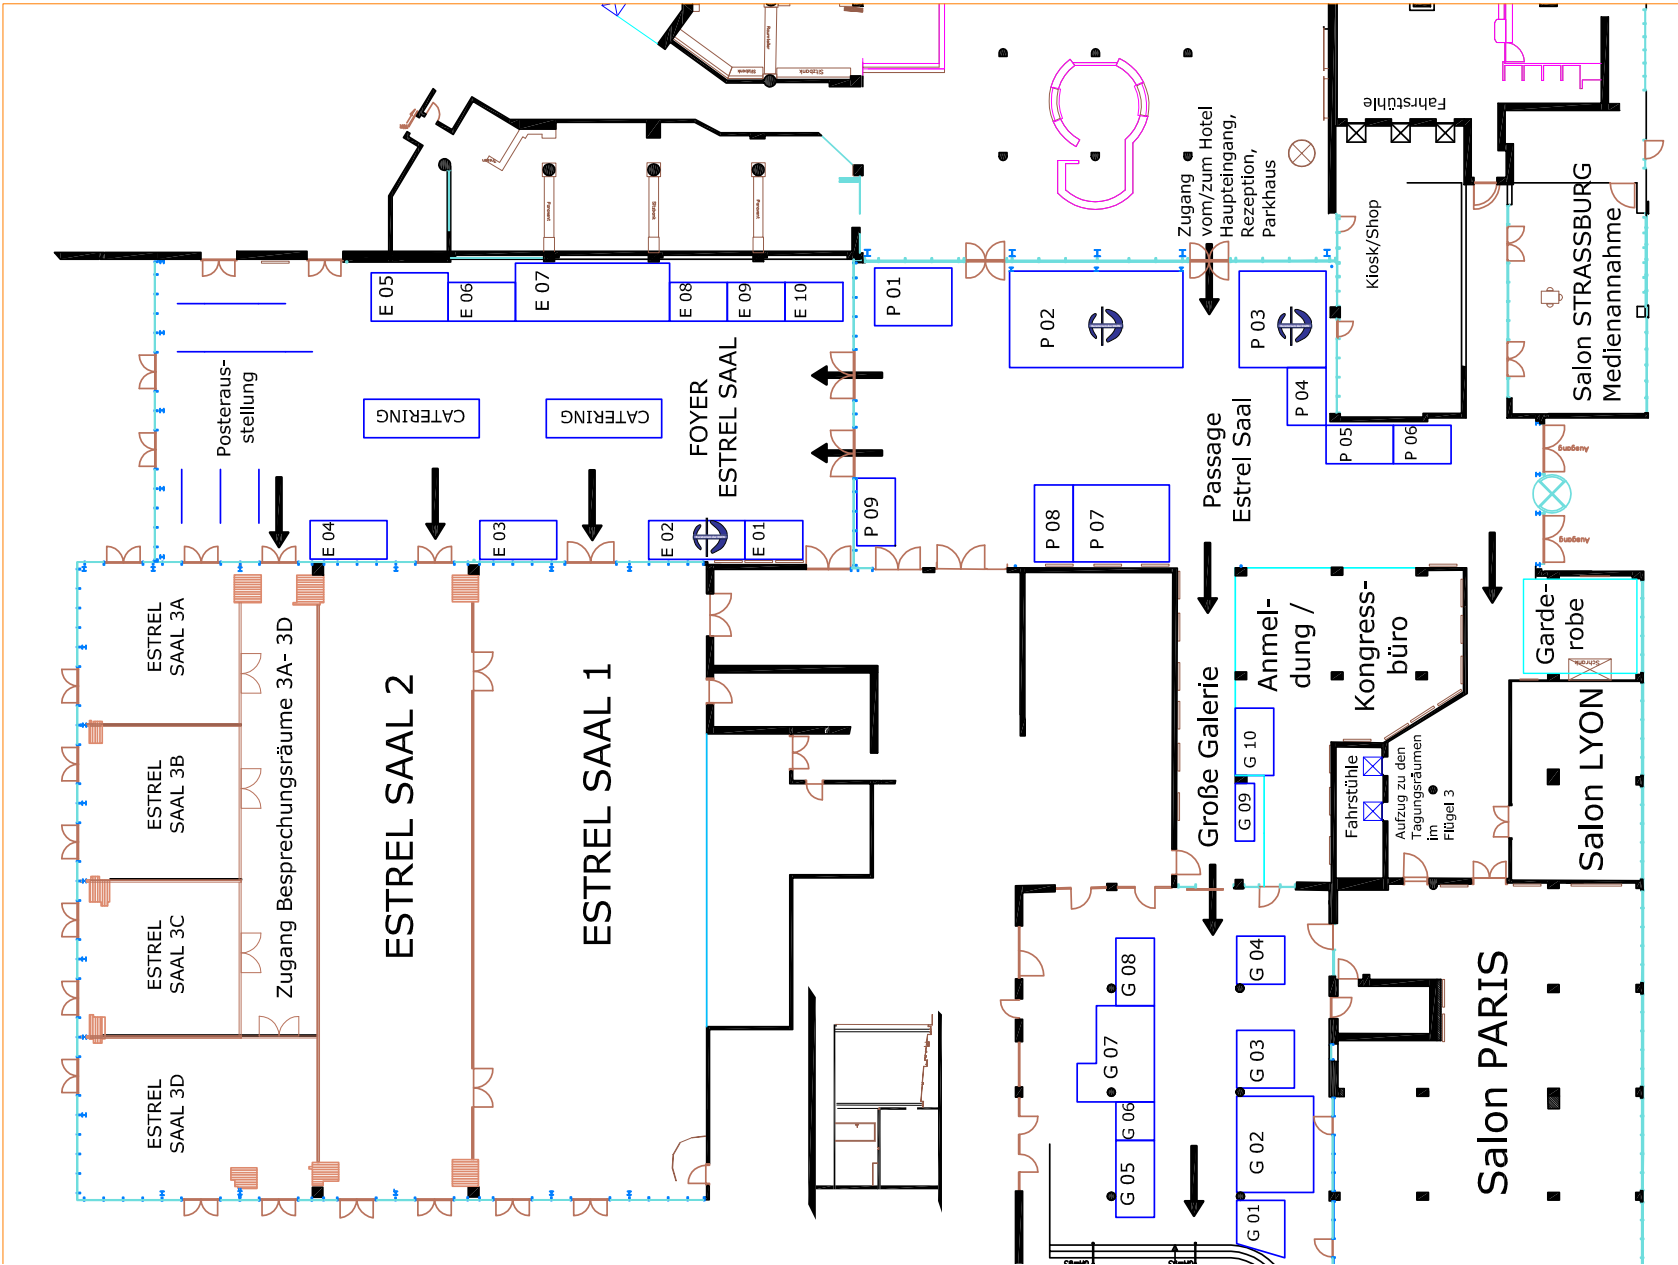 Sitzbank
Fahrstühle
Zugang
vom/zum Hotel
Haupteingang,
Rezeption,
Parkhaus
Kiosk/Shop
Salon STRASSBURG
Medienannahme
E 05
E 06
E 07
E 08
E 09
E 10
P 01
P 02
P 03
P 04
P 05
P 06
Posteraus-
stellung
CATERING
CATERING
FOYER
ESTREL SAAL
Passage
Estrel Saal
Ausgang
Ausgang
E 04
E 03
E 02
E 01
P 09
P 08
P 07
ESTREL
SAAL 3A
ESTREL
SAAL 3B
ESTREL
SAAL 3C
ESTREL
SAAL 3D
Zugang Besprechungsräume 3A- 3D
ESTREL SAAL 2
ESTREL SAAL 1
Große Galerie
Anmel-
dung /
Kongress-
büro
Garde-
robe
Schrank
G 10
G 09
Fahrstühle
Aufzug zu den
Tagungsräumen
im
Flügel 3
Salon LYON
G 08
G 07
G 06
G 05
G 04
G 03
G 02
G 01
Salon PARIS